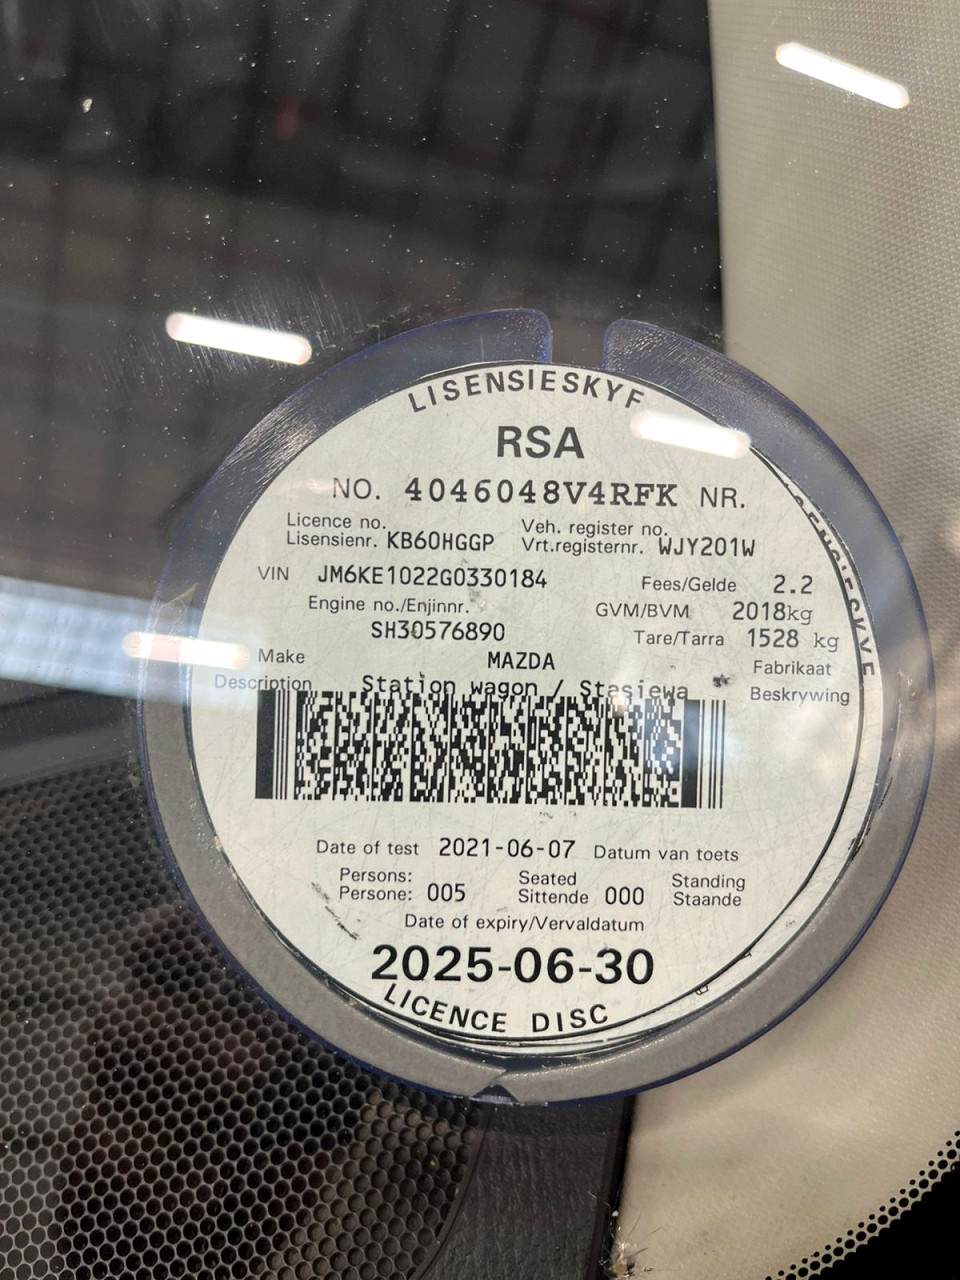 LISENSIESKYF
RSA
NO. 4046048V4RFK NR.
Licence no. Veh. register no.
Lisensienr. KB60HGGP Vrt.registernr. WJY201W
VIN JM6KE1022G0330184 Fees/Gelde 2.2
Engine no./Enjinnr. GVM/BVM 2018kg
SH30576890 Tare/Tarra 1528 kg
Make MAZDA Fabrikaat
Description Station wagon / Stasiewa Beskrywing
Date of test 2021-06-07 Datum van toets
Persons: Seated Standing
Persone: 005 Sittende 000 Staande
Date of expiry/Vervaldatum
2025-06-30
LICENCE DISC